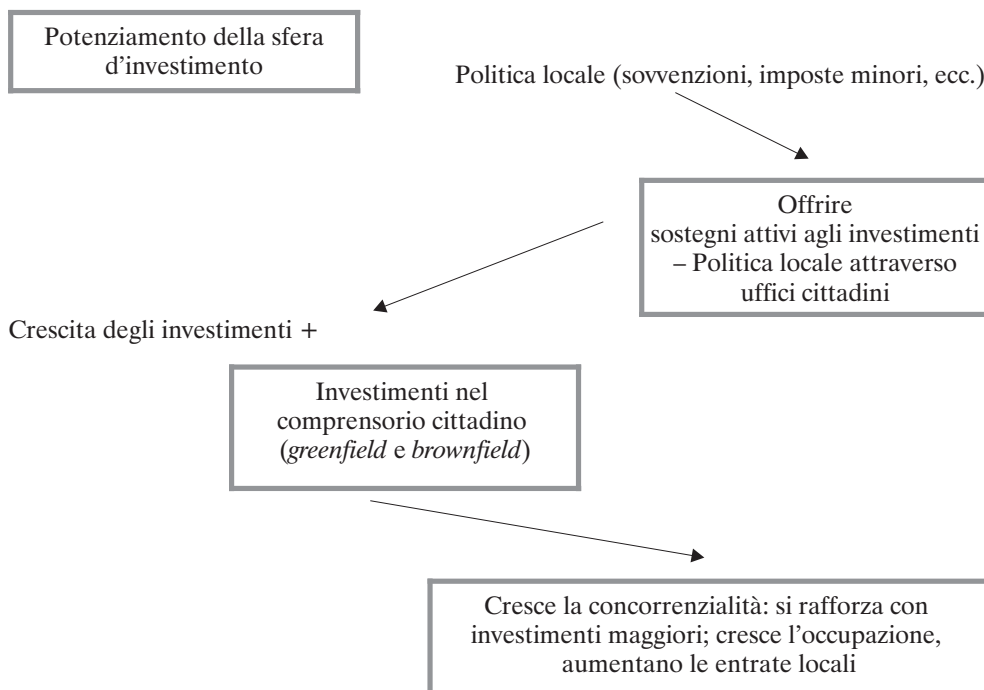 Potenziamento della sfera
d’investimento
Politica locale (sovvenzioni, imposte minori, ecc.)
Offrire
sostegni attivi agli investimenti
– Politica locale attraverso
uffici cittadini
Crescita degli investimenti +
Investimenti nel
comprensorio cittadino
(greenfield e brownfield)
Cresce la concorrenzialità: si rafforza con
investimenti maggiori; cresce l’occupazione,
aumentano le entrate locali